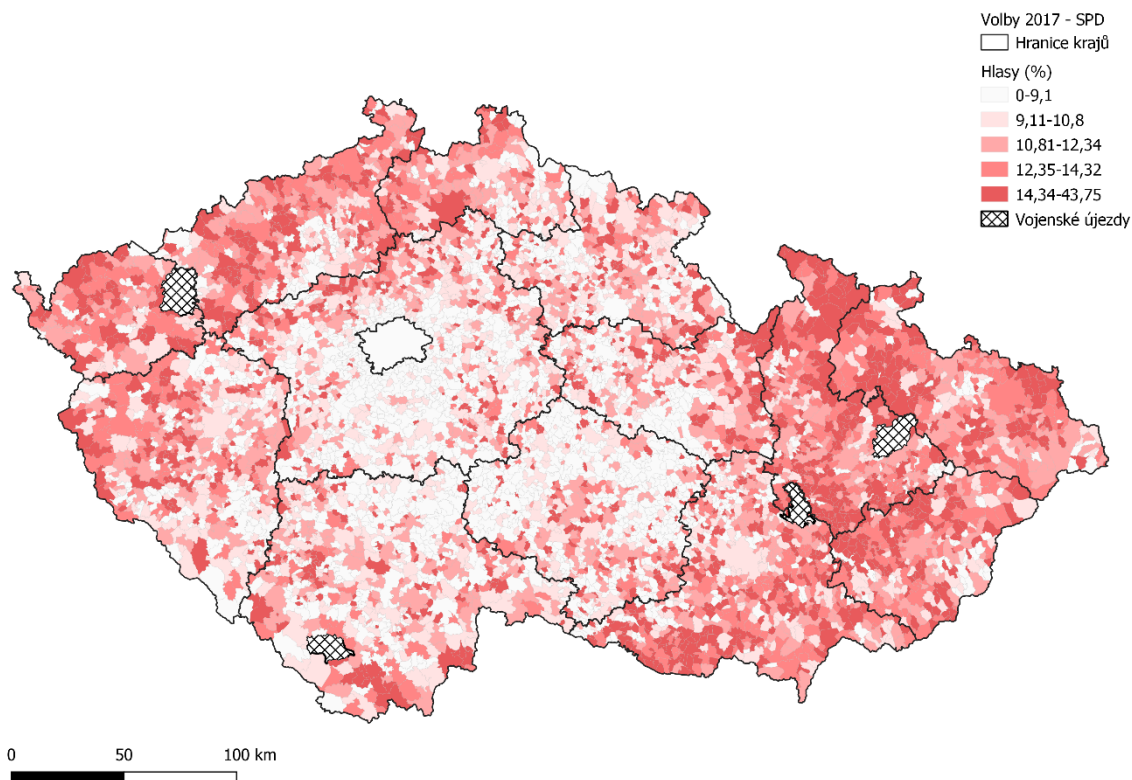 Volby 2017 - SPD
Hranice krajů
Hlasy (%)
0-9,1
9,11-10,8
10,81-12,34
12,35-14,32
14,34-43,75
Vojenské újezdy
0 50 100 km